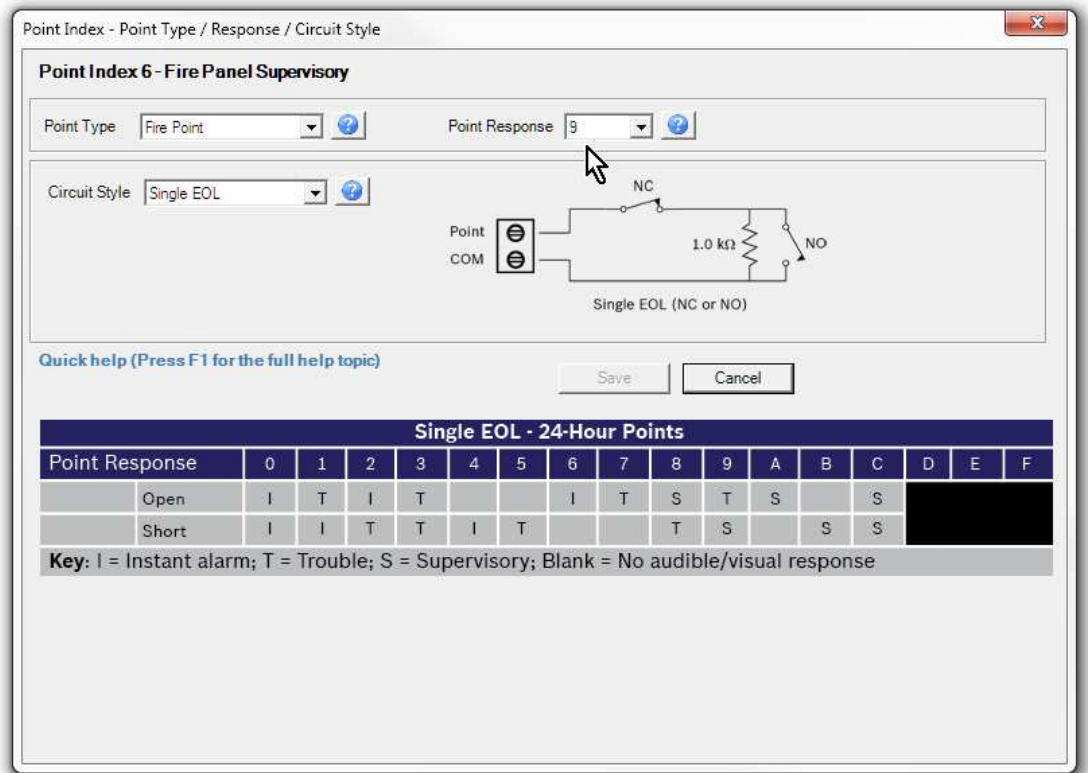 Point Index - Point Type / Response / Circuit Style
Point Index 6 - Fire Panel Supervisory
Point Type Fire Point Point Response 9
Circuit Style Single EOL
NC
Point
COM
1.0 kΩ
NO
Single EOL (NC or NO)
Quick help (Press F1 for the full help topic)
Save Cancel
Single EOL - 24-Hour Points
Point Response 0 1 2 3 4 5 6 7 8 9 A B C D E F
Open I T I T I T S T S S
Short I I T T I T T S S S
Key: I = Instant alarm; T = Trouble; S = Supervisory; Blank = No audible/visual response